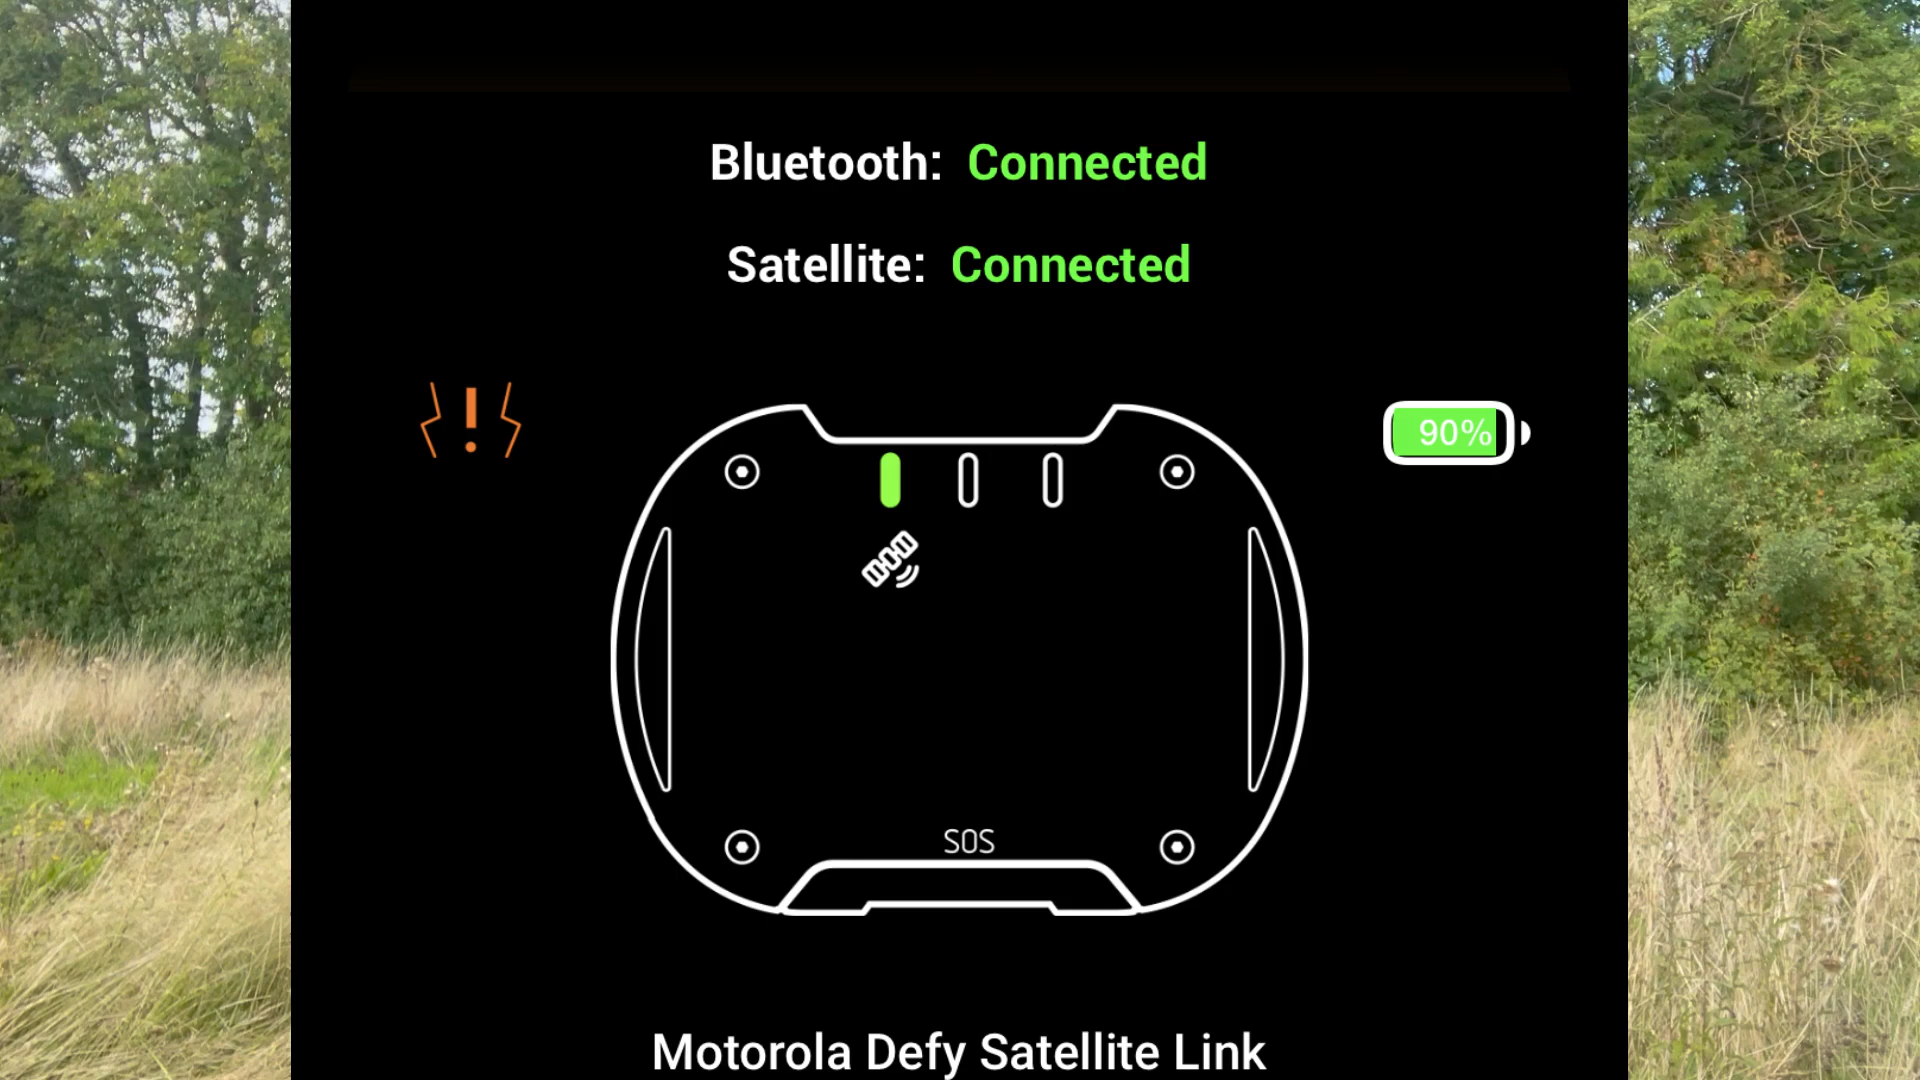 Bluetooth: Connected
Satellite: Connected
90%
SOS
Motorola Defy Satellite Link